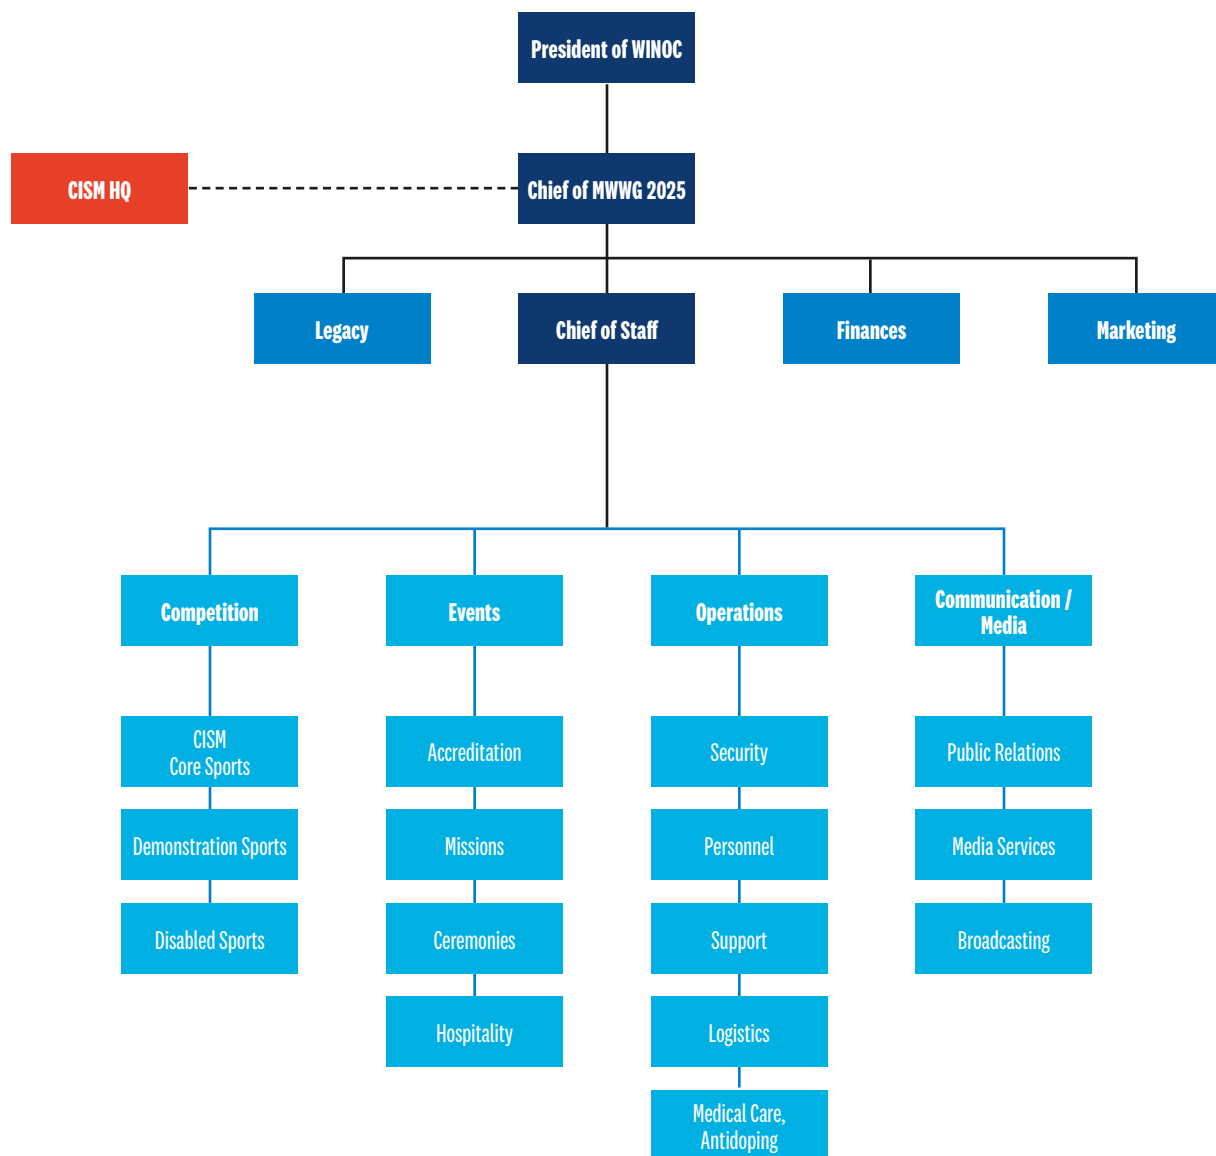 President of WINOC
CISM HQ
Chief of MWWG 2025
Legacy
Chief of Staff
Finances
Marketing
Competition
Events
Operations
Communication /
Media
CISM
Core Sports
Accreditation
Security
Public Relations
Demonstration Sports
Missions
Personnel
Media Services
Disabled Sports
Ceremonies
Support
Broadcasting
Hospitality
Logistics
Medical Care,
Antidoping